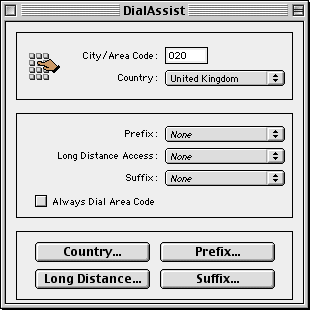 DialAssist
City/Area Code: 020
Country: United Kingdom
Prefix: None
Long Distance Access: None
Suffix: None
Always Dial Area Code
Country... Prefix...
Long Distance... Suffix...